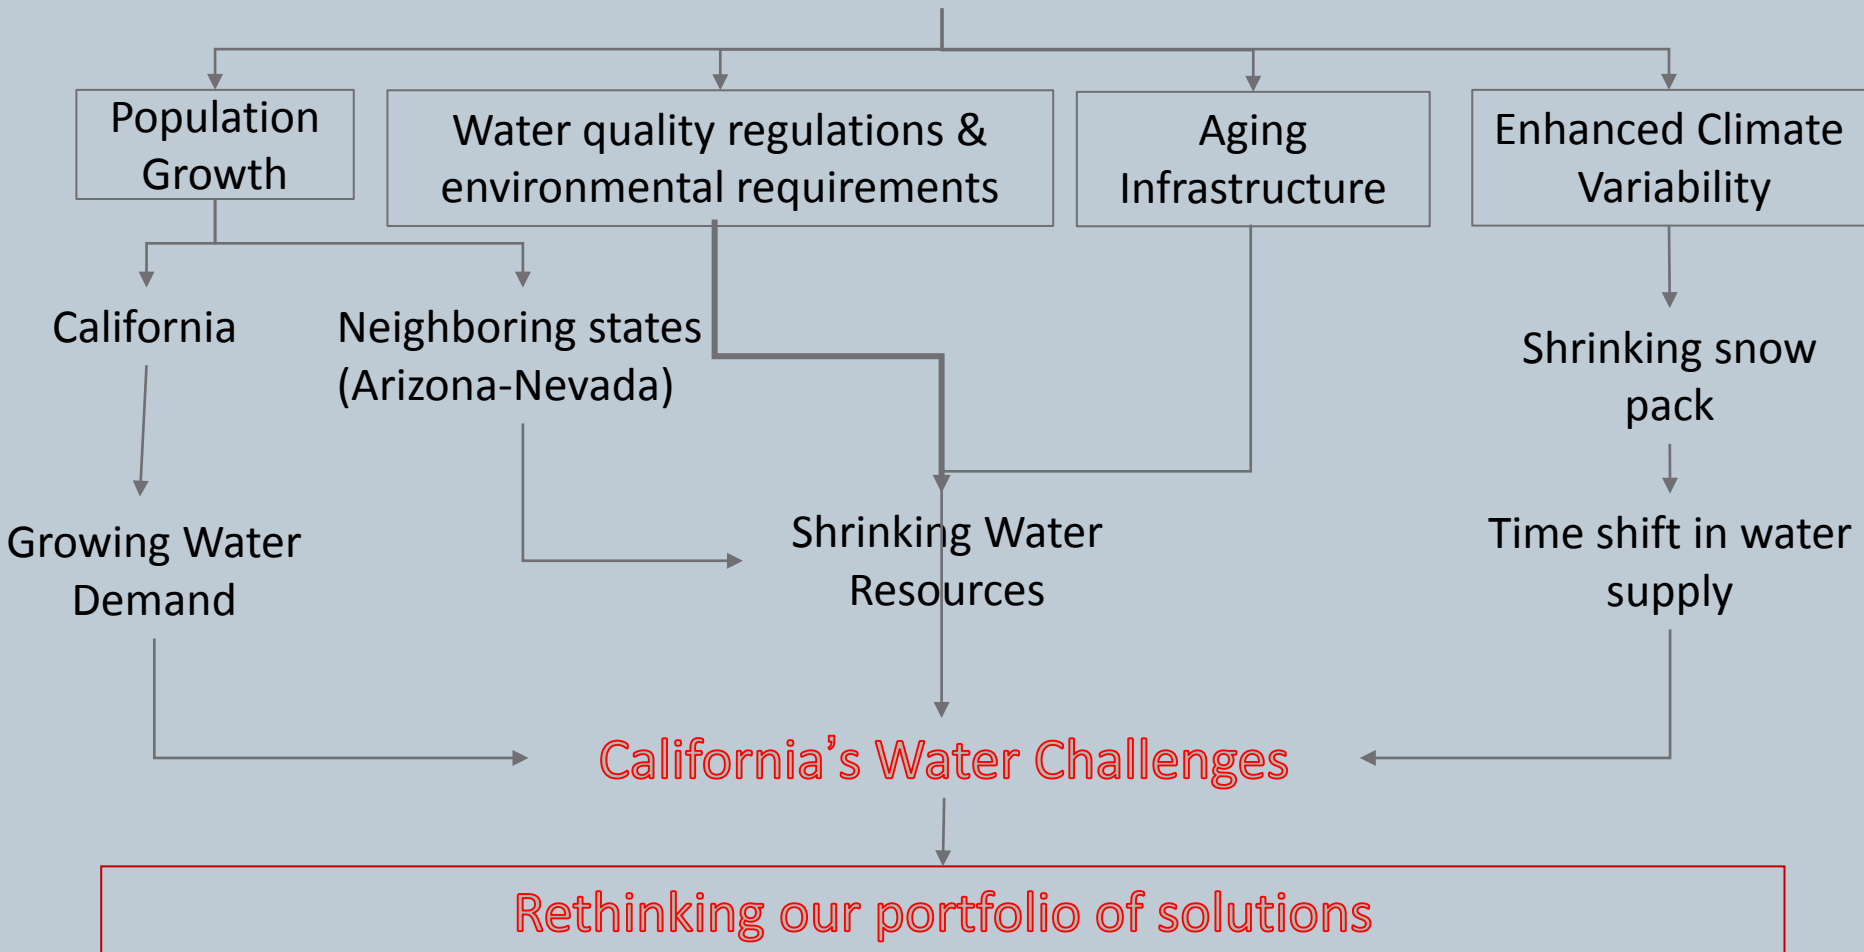 Population
Growth
Water quality regulations &
environmental requirements
Aging
Infrastructure
Enhanced Climate
Variability
California
Neighboring states
(Arizona-Nevada)
Shrinking snow
pack
Growing Water
Demand
Shrinking Water
Resources
Time shift in water
supply
California’s Water Challenges
Rethinking our portfolio of solutions